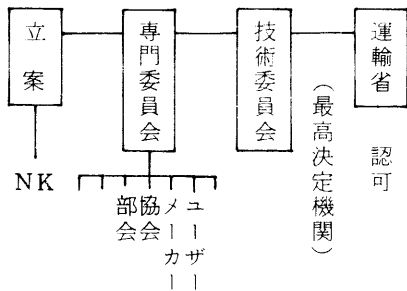 立案
専門委員会
技術委員会
運輸省
認可
（最高決定機関）
NK
部会
協会
メーカー
ユーザー